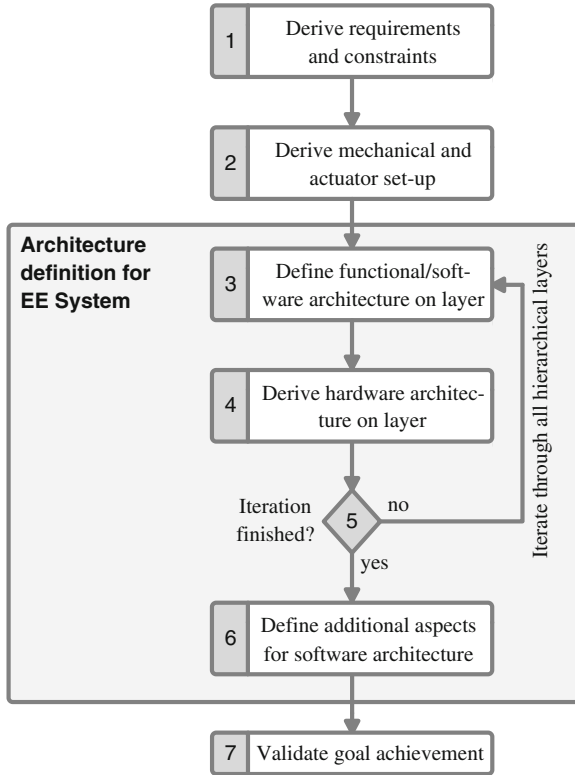 1
Derive requirements
and constraints
2
Derive mechanical and
actuator set-up
Architecture
definition for
EE System
3
Define functional/soft-
ware architecture on layer
4
Derive hardware architec-
ture on layer
Iterate through all hierarchical layers
Iteration
finished?
5
no
yes
6
Define additional aspects
for software architecture
7
Validate goal achievement